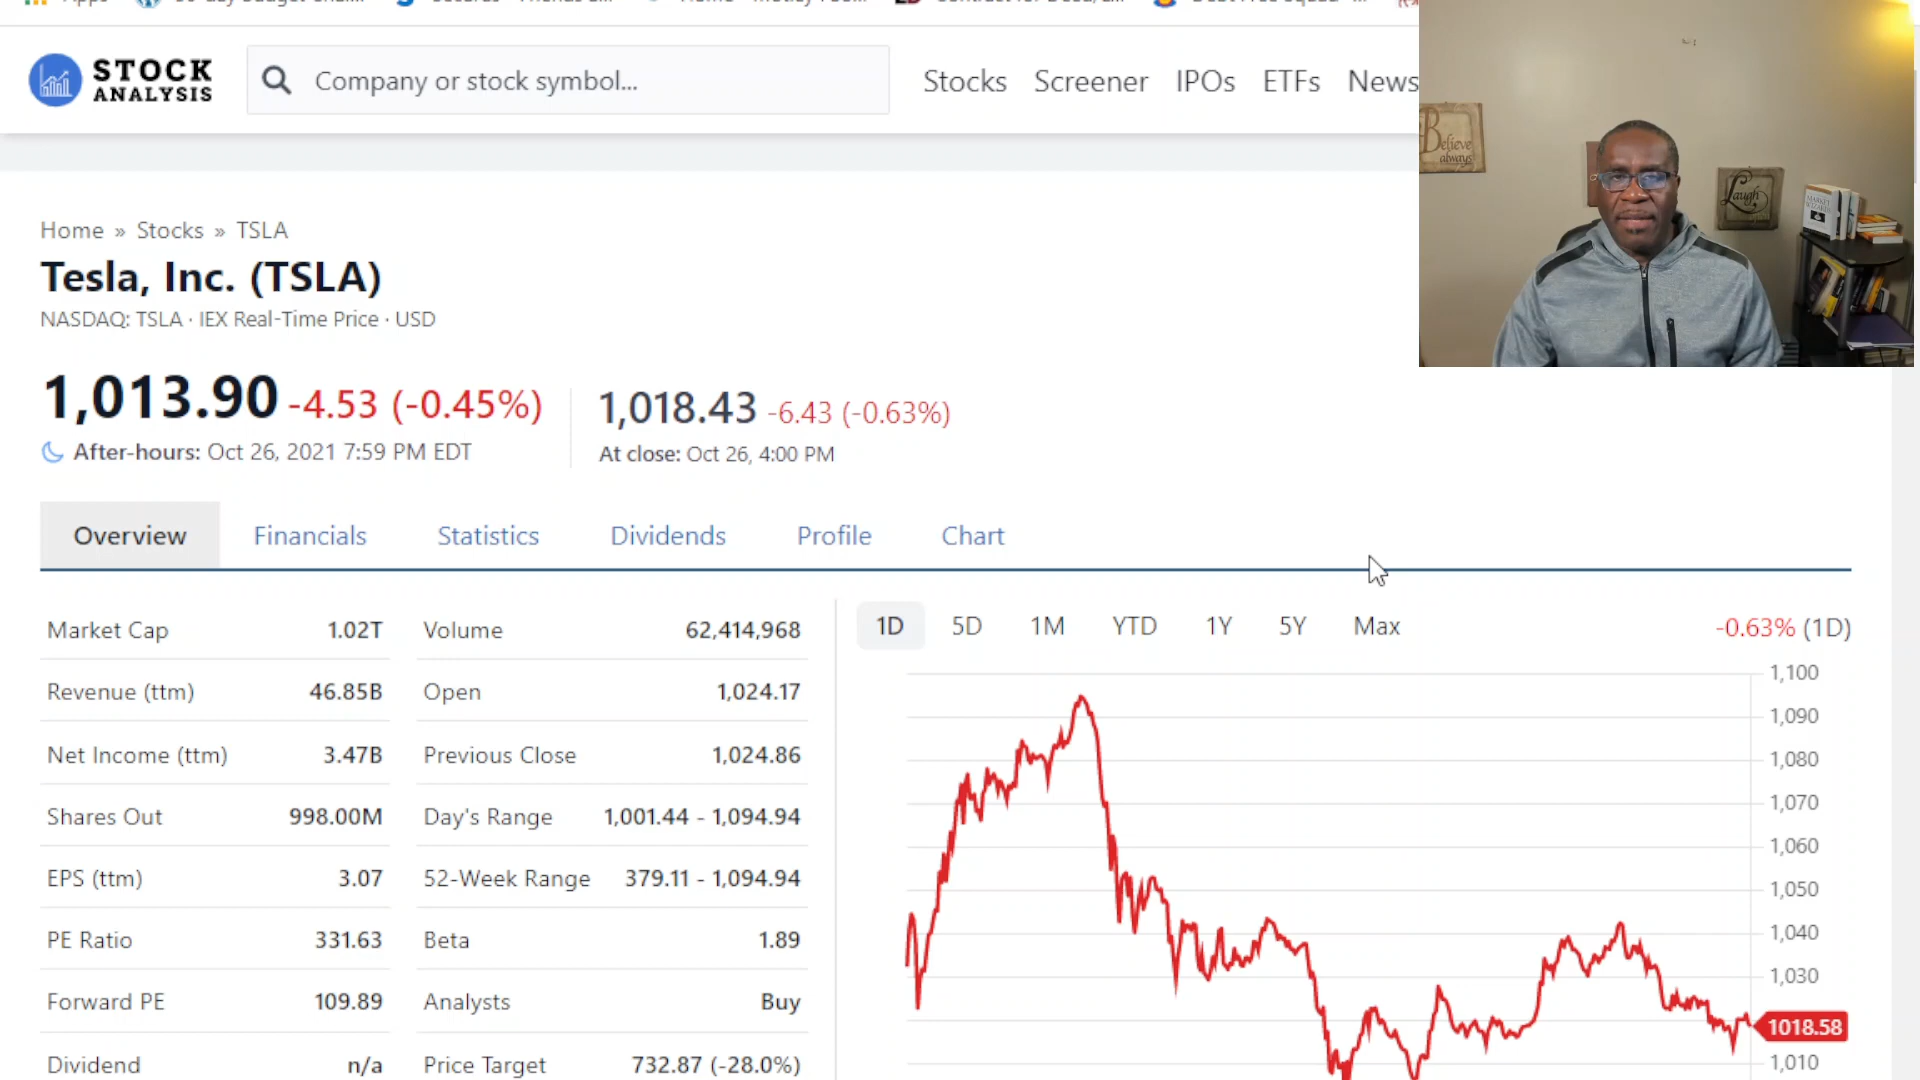 Apps
STOCK
ANALYSIS
Company or stock symbol...
Stocks
Screener
IPOs
ETFs
News
Believe
always
Laugh
MARKET
Home » Stocks » TSLA
Tesla, Inc. (TSLA)
NASDAQ: TSLA · IEX Real-Time Price · USD
1,013.90 -4.53 (-0.45%)
After-hours: Oct 26, 2021 7:59 PM EDT
1,018.43 -6.43 (-0.63%)
At close: Oct 26, 4:00 PM
Overview
Financials
Statistics
Dividends
Profile
Chart
Market Cap 1.02T
Revenue (ttm) 46.85B
Net Income (ttm) 3.47B
Shares Out 998.00M
EPS (ttm) 3.07
PE Ratio 331.63
Forward PE 109.89
Dividend n/a
Volume 62,414,968
Open 1,024.17
Previous Close 1,024.86
Day's Range 1,001.44 - 1,094.94
52-Week Range 379.11 - 1,094.94
Beta 1.89
Analysts Buy
Price Target 732.87 (-28.0%)
1D 5D 1M YTD 1Y 5Y Max
-0.63% (1D)
1,100
1,090
1,080
1,070
1,060
1,050
1,040
1,030
1018.58
1,010